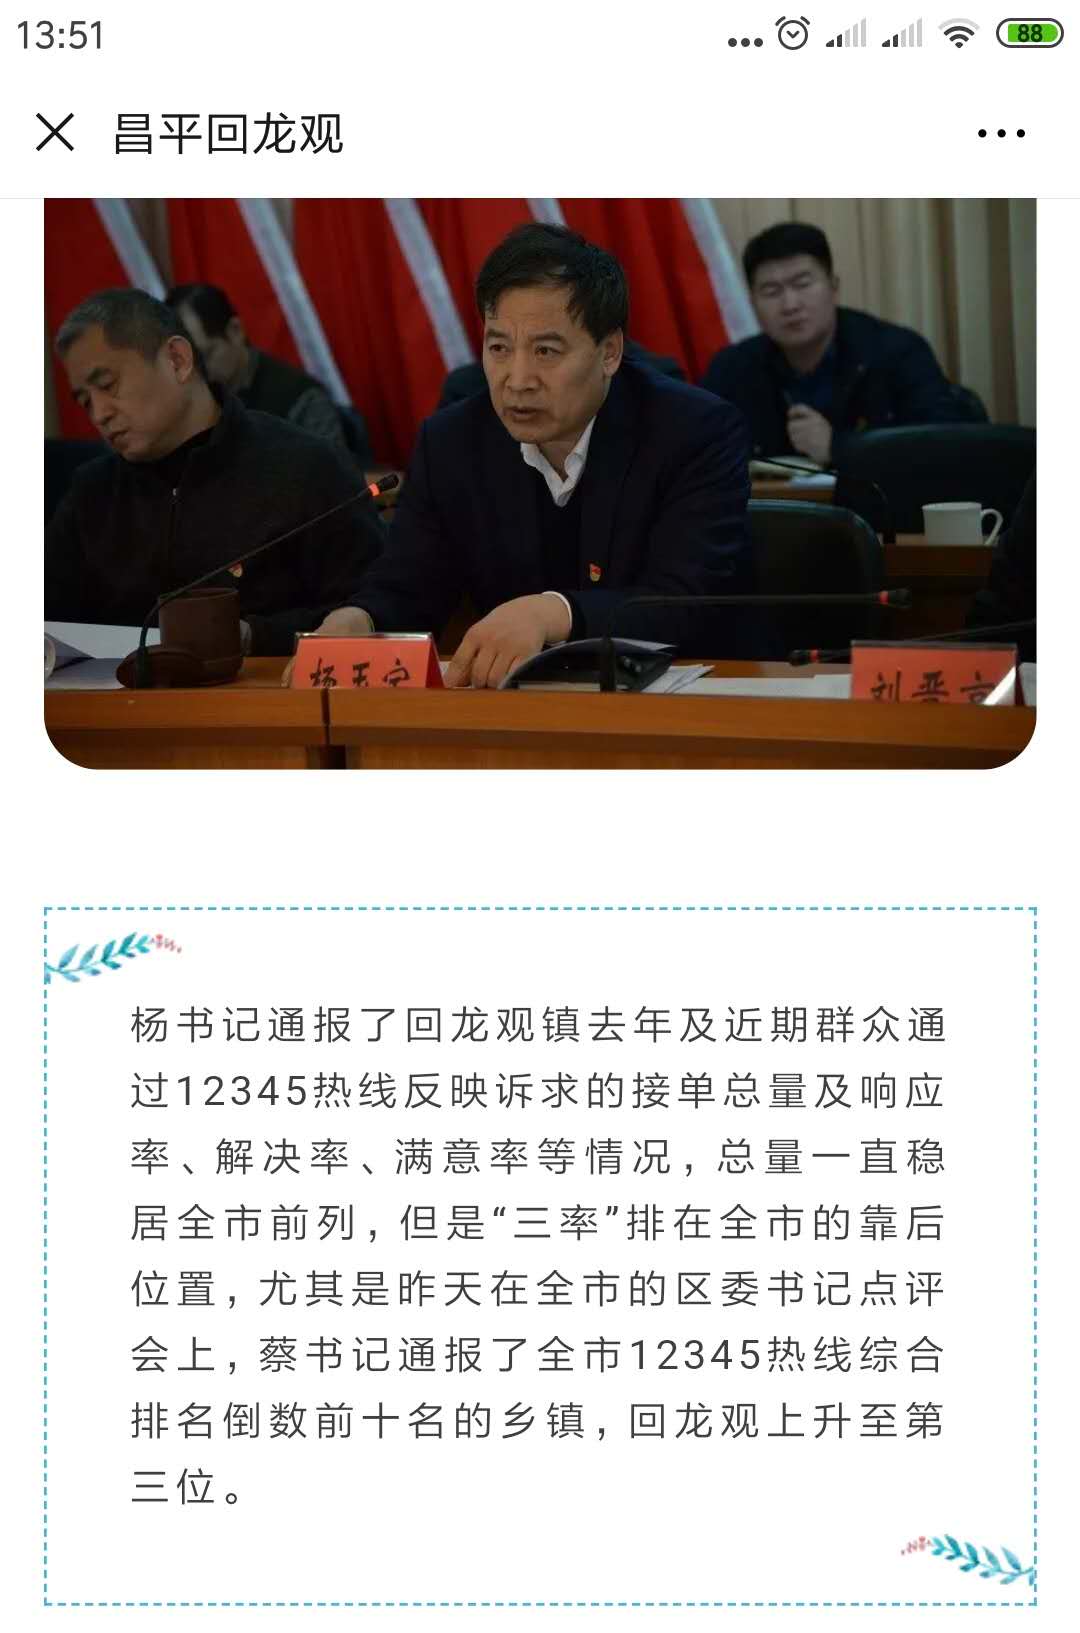 13:51
88
昌平回龙观
杨玉宝
刘晋京
杨书记通报了回龙观镇去年及近期群众通
过12345热线反映诉求的接单总量及响应
率、解决率、满意率等情况，总量一直稳
居全市前列，但是“三率”排在全市的靠后
位置，尤其是昨天在全市的区委书记点评
会上，蔡书记通报了全市12345热线综合
排名倒数前十名的乡镇，回龙观上升至第
三位。